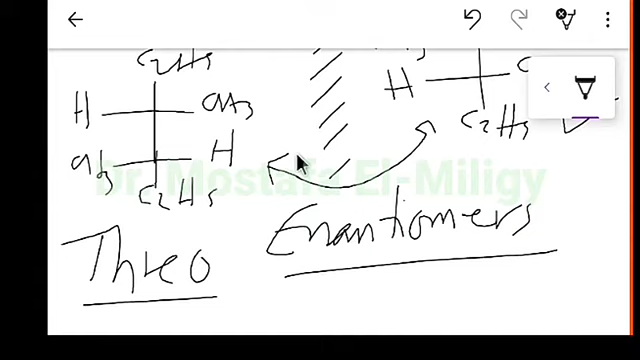 C2H5
H CH3
H
CH3 H
C2H5
C2H5
Dr. Mostafa El-Miligy
Enantiomers
Threo